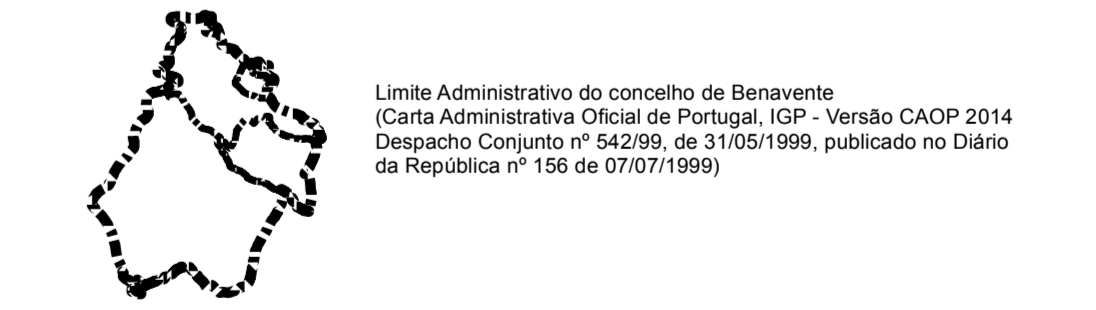 Limite Administrativo do concelho de Benavente
(Carta Administrativa Oficial de Portugal, IGP - Versão CAOP 2014
Despacho Conjunto nº 542/99, de 31/05/1999, publicado no Diário
da República nº 156 de 07/07/1999)